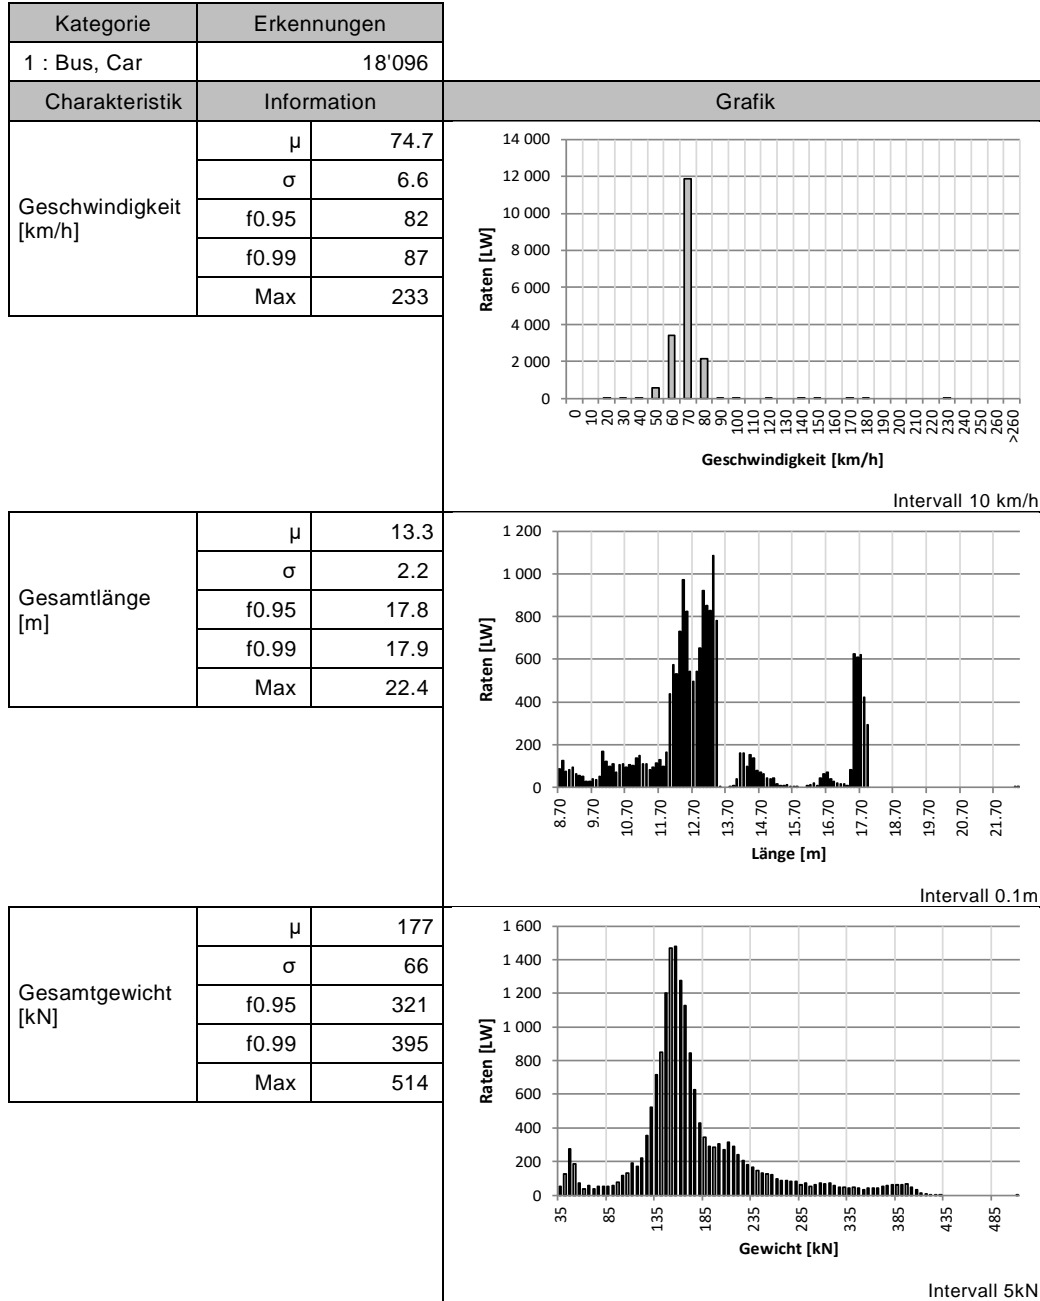 Kategorie Erkennungen
1 : Bus, Car 18'096
Charakteristik Information Grafik
Geschwindigkeit [km/h]
µ 74.7
σ 6.6
f0.95 82
f0.99 87
Max 233
Raten [LW]
14 000
12 000
10 000
8 000
6 000
4 000
2 000
0
0 10 20 30 40 50 60 70 80 90 100 110 120 130 140 150 160 170 180 190 200 210 220 230 240 250 260 >260
Geschwindigkeit [km/h]
Intervall 10 km/h
Gesamtlänge
[m]
µ 13.3
σ 2.2
f0.95 17.8
f0.99 17.9
Max 22.4
Raten [LW]
1 200
1 000
800
600
400
200
0
8.70 9.70 10.70 11.70 12.70 13.70 14.70 15.70 16.70 17.70 18.70 19.70 20.70 21.70
Länge [m]
Intervall 0.1m
Gesamtgewicht
[kN]
µ 177
σ 66
f0.95 321
f0.99 395
Max 514
Raten [LW]
1 600
1 400
1 200
1 000
800
600
400
200
0
35 85 135 185 235 285 335 385 435 485
Gewicht [kN]
Intervall 5kN